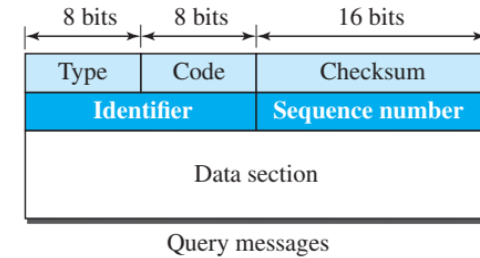 8 bits 8 bits 16 bits
Type Code Checksum
Identifier Sequence number
Data section
Query messages